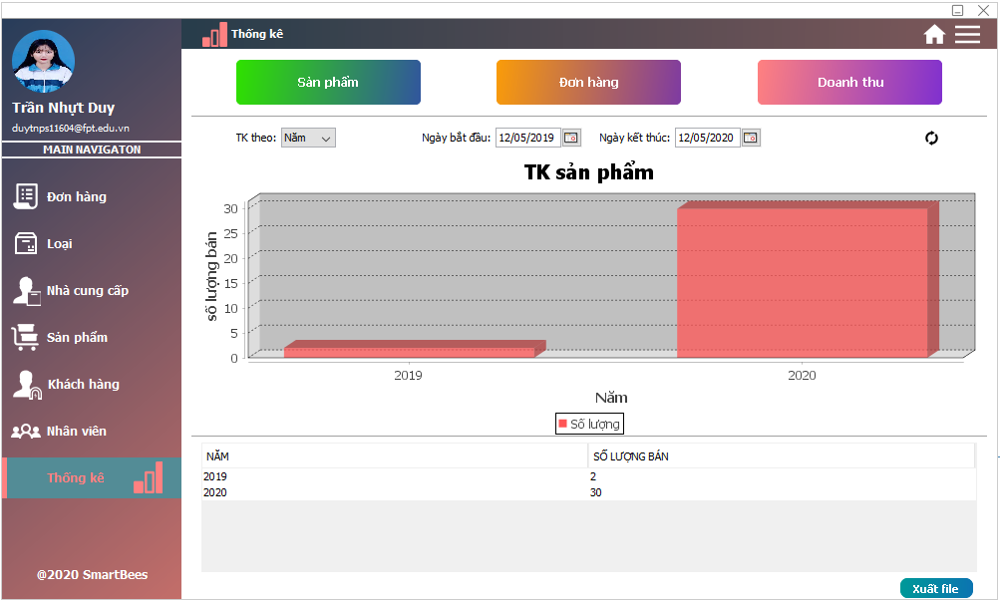 Thống kê
Trần Nhựt Duy
duytnps11604@fpt.edu.vn
MAIN NAVIGATON
Đơn hàng
Loại
Nhà cung cấp
Sản phẩm
Khách hàng
Nhân viên
Thống kê
@2020 SmartBees
Sản phẩm
Đơn hàng
Doanh thu
TK theo: Năm
Ngày bắt đầu: 12/05/2019
Ngày kết thúc: 12/05/2020
TK sản phẩm
số lượng bán
30
25
20
15
10
5
0
2019 2020
Năm
Số lượng
NĂM SỐ LƯỢNG BÁN
2019 2
2020 30
Xuất file